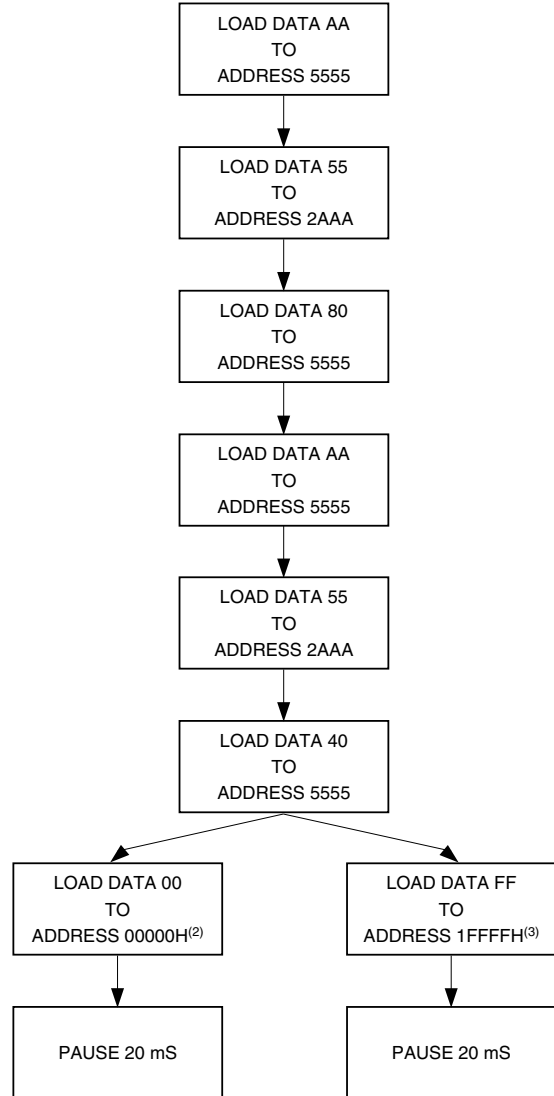 LOAD DATA AA
TO
ADDRESS 5555
LOAD DATA 55
TO
ADDRESS 2AAA
LOAD DATA 80
TO
ADDRESS 5555
LOAD DATA AA
TO
ADDRESS 5555
LOAD DATA 55
TO
ADDRESS 2AAA
LOAD DATA 40
TO
ADDRESS 5555
LOAD DATA 00
TO
ADDRESS 00000H(2)
PAUSE 20 mS
LOAD DATA FF
TO
ADDRESS 1FFFFH(3)
PAUSE 20 mS